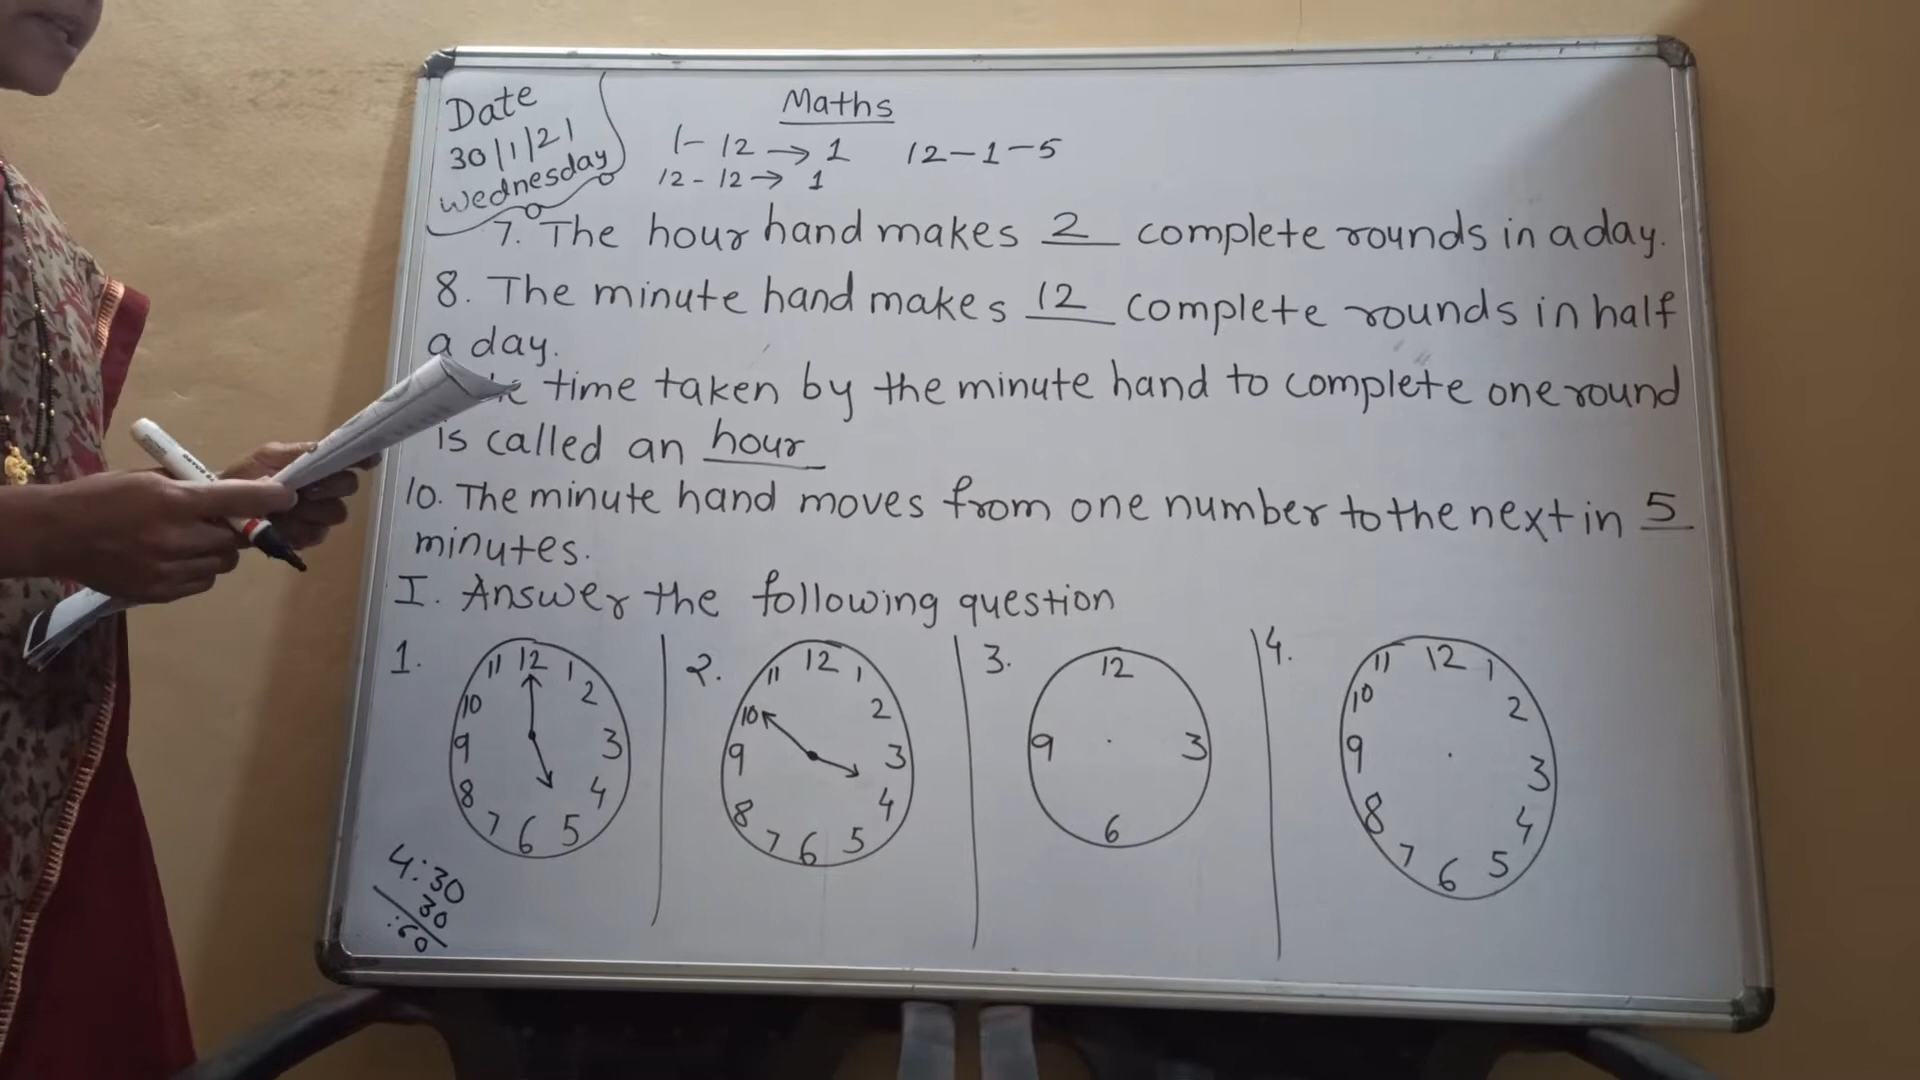 Date
30/1/21
Wednesday
Maths
1- 12 → 1 12-1-5
12 - 12 → 1
7. The hour hand makes 2 complete rounds in a day.
8. The minute hand makes 12 complete rounds in half
a day.
time taken by the minute hand to complete one round
is called an hour
10. The minute hand moves from one number to the next in 5
minutes.
I. Answer the following question
1.
11 12 1
10 2
9 3
8 4
7 6 5
2.
11 12 1
10 2
9 3
8 4
7 6 5
3.
12
9 3
6
4.
11 12 1
10 2
9 3
8 4
7 6 5
4:30
30
:60